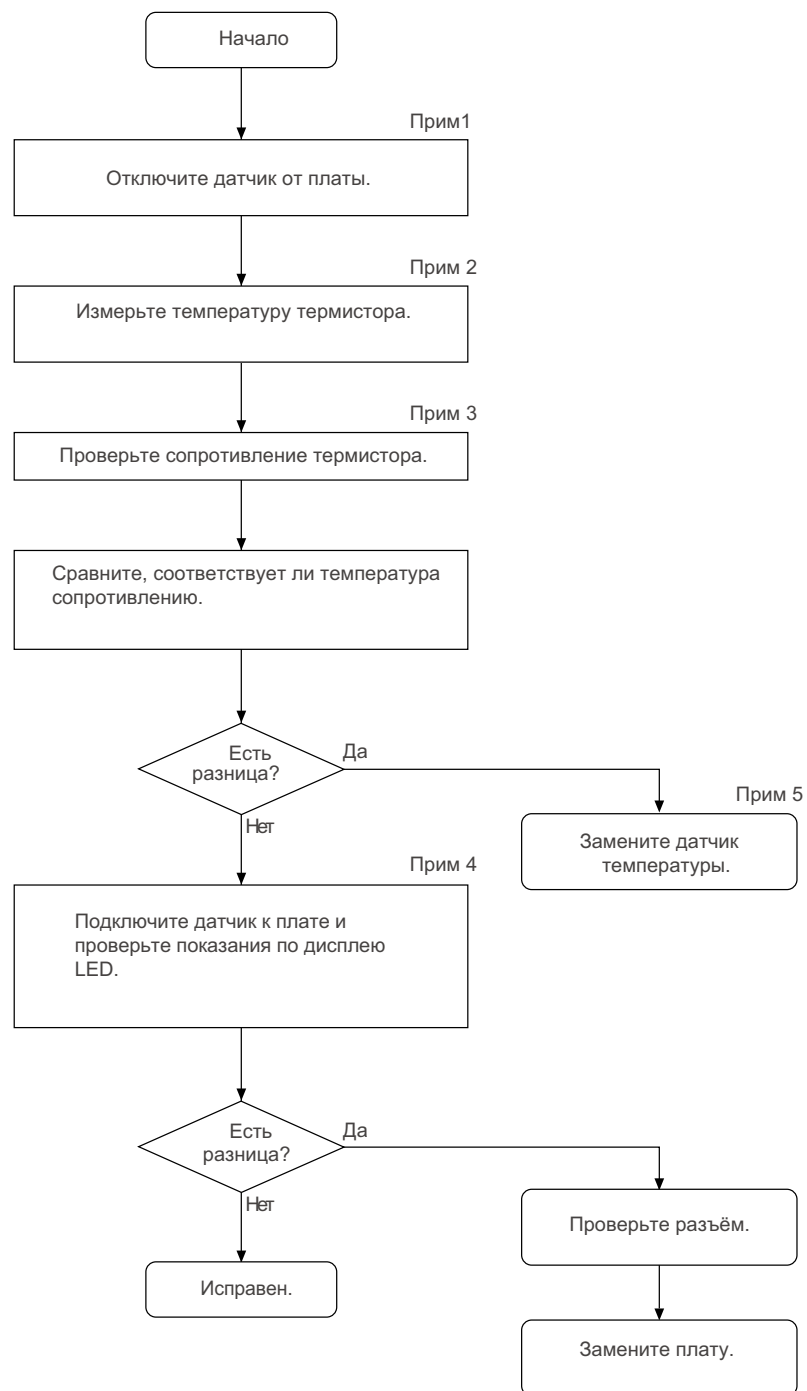 Начало
Прим1
Отключите датчик от платы.
Прим 2
Измерьте температуру термистора.
Прим 3
Проверьте сопротивление термистора.
Сравните, соответствует ли температура
сопротивлению.
Есть
разница?
Да
Нет
Прим 5
Замените датчик
температуры.
Прим 4
Подключите датчик к плате и
проверьте показания по дисплею
LED.
Есть
разница?
Да
Нет
Проверьте разъём.
Исправен.
Замените плату.